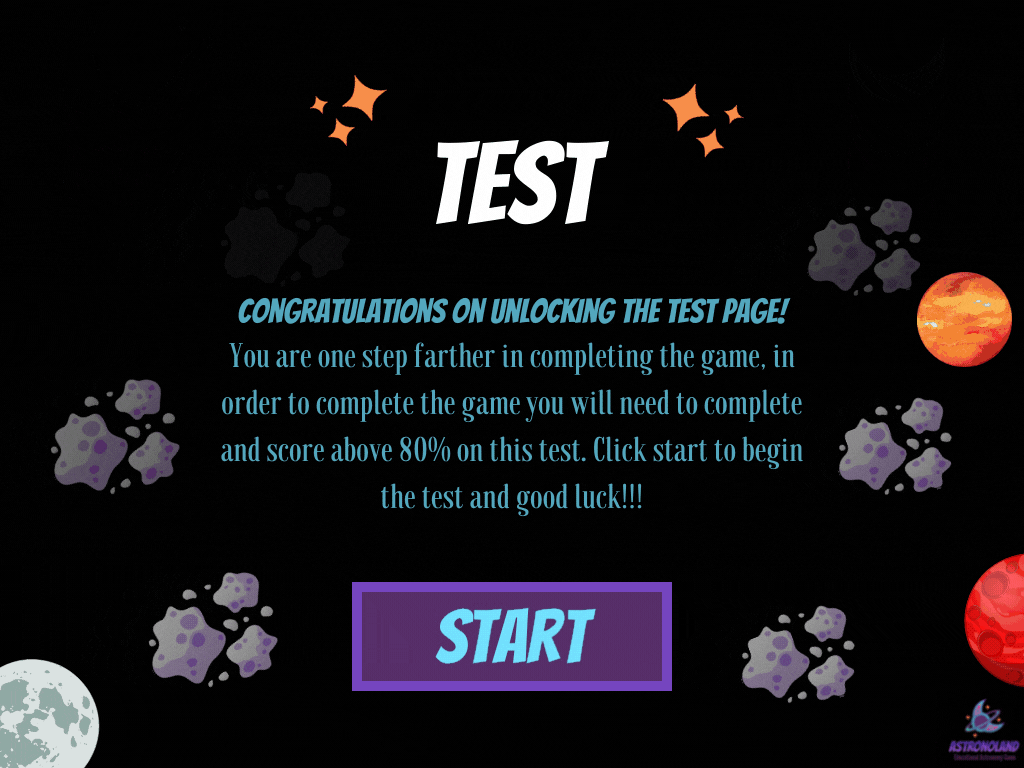 TEST
CONGRATULATIONS ON UNLOCKING THE TEST PAGE!
You are one step farther in completing the game, in
order to complete the game you will need to complete
and score above 80% on this test. Click start to begin
the test and good luck!!!
START
ASTRONOLAND